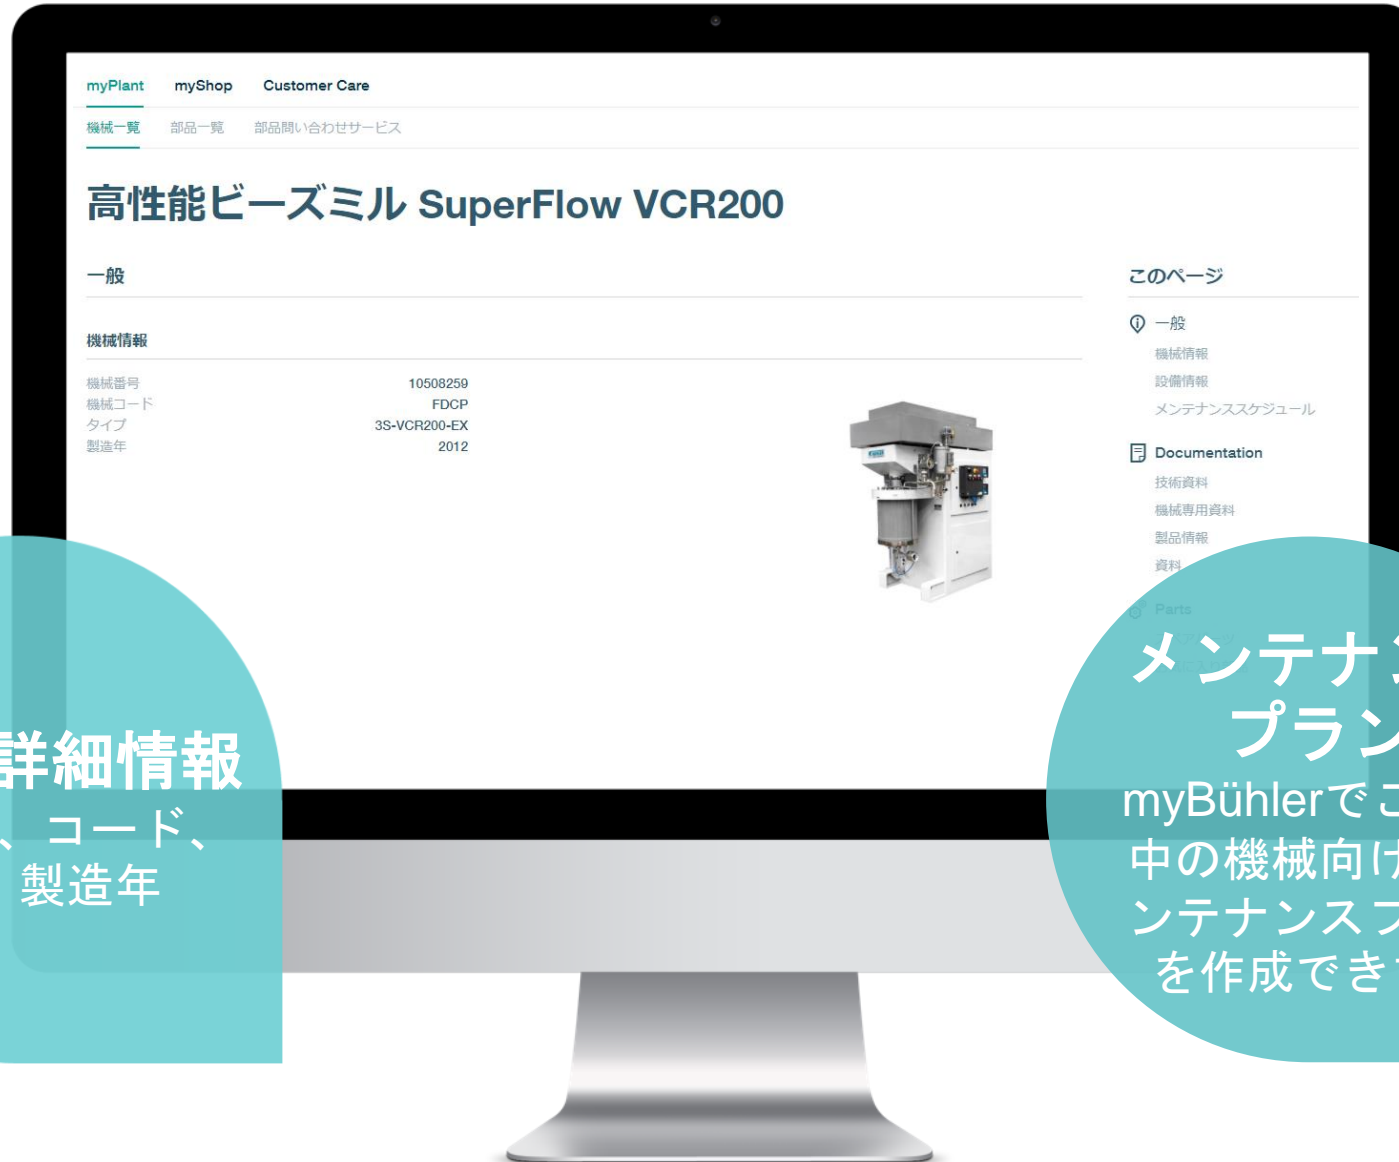 myPlant myShop Customer Care
機械一覧 部品一覧 部品問い合わせサービス
高性能ビーズミル SuperFlow VCR200
一般
機械情報
機械番号 10508259
機械コード FDCP
タイプ 3S-VCR200-EX
製造年 2012
このページ
一般
機械情報
設備情報
メンテナンススケジュール
Documentation
技術資料
機械専用資料
製品情報
資料
Parts
詳細情報
、コード、
製造年
メンテナン
プラン
myBühlerでこ
中の機械向け
ンテナンスプ
を作成でき